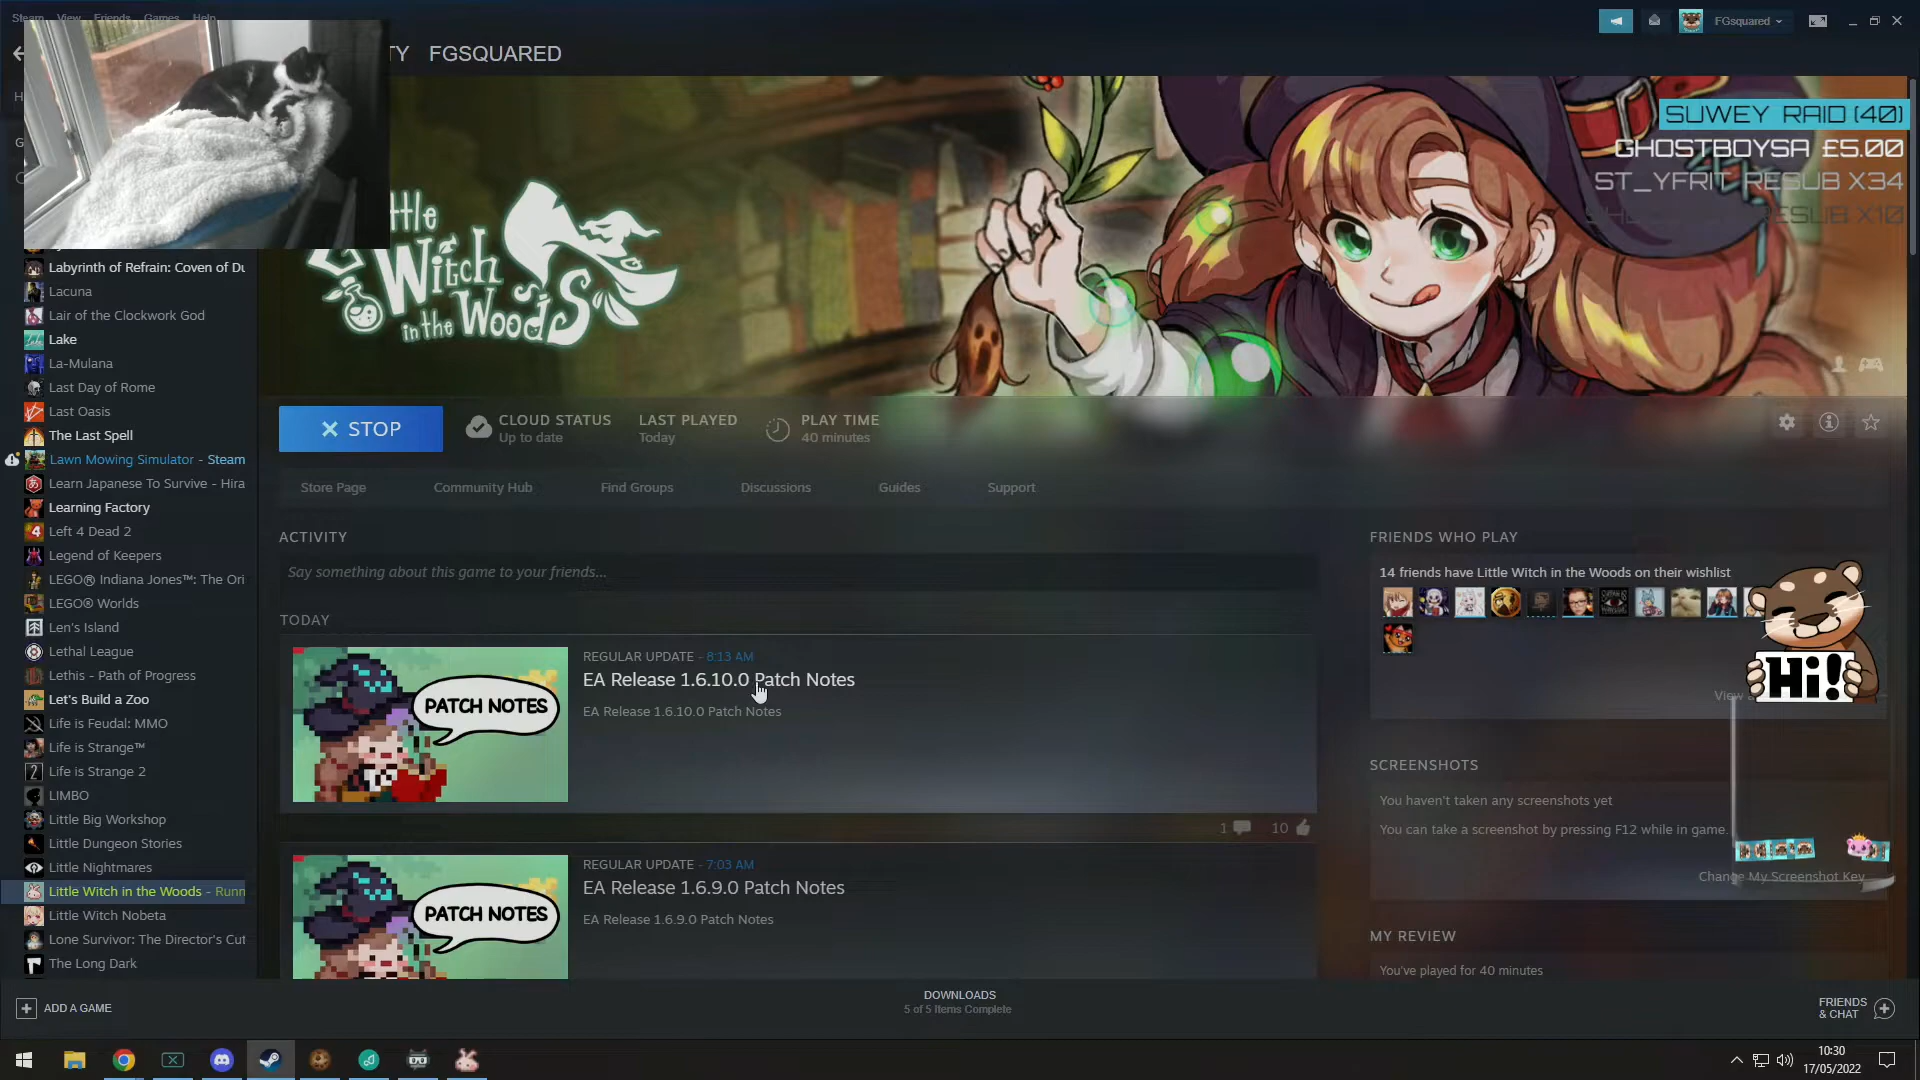 Steam View Friends Games Help
FGsquared
TY FGSQUARED
SUWEY RAID (40)
GHOSTBOYSA £5.00
ST_YFRIT RESUB X34
RESUB X10
Little Witch in the Woods
Labyrinth of Refrain: Coven of Du
Lacuna
Lair of the Clockwork God
Lake
La-Mulana
Last Day of Rome
Last Oasis
The Last Spell
Lawn Mowing Simulator - Steam
Learn Japanese To Survive - Hira
Learning Factory
Left 4 Dead 2
Legend of Keepers
LEGO® Indiana Jones™: The Ori
LEGO® Worlds
Len's Island
Lethal League
Lethis - Path of Progress
Let's Build a Zoo
Life is Feudal: MMO
Life is Strange™
Life is Strange 2
LIMBO
Little Big Workshop
Little Dungeon Stories
Little Nightmares
Little Witch in the Woods - Runn
Little Witch Nobeta
Lone Survivor: The Director's Cut
The Long Dark
STOP
CLOUD STATUS
Up to date
LAST PLAYED
Today
PLAY TIME
40 minutes
Store Page Community Hub Find Groups Discussions Guides Support
ACTIVITY
Say something about this game to your friends...
TODAY
PATCH NOTES
REGULAR UPDATE - 8:13 AM
EA Release 1.6.10.0 Patch Notes
EA Release 1.6.10.0 Patch Notes
1 10
PATCH NOTES
REGULAR UPDATE - 7:03 AM
EA Release 1.6.9.0 Patch Notes
EA Release 1.6.9.0 Patch Notes
FRIENDS WHO PLAY
14 friends have Little Witch in the Woods on their wishlist
Hi!
SCREENSHOTS
You haven't taken any screenshots yet
You can take a screenshot by pressing F12 while in game.
Change My Screenshot Key
MY REVIEW
You've played for 40 minutes
ADD A GAME
DOWNLOADS
5 of 5 Items Complete
FRIENDS
& CHAT
10:30
17/05/2022